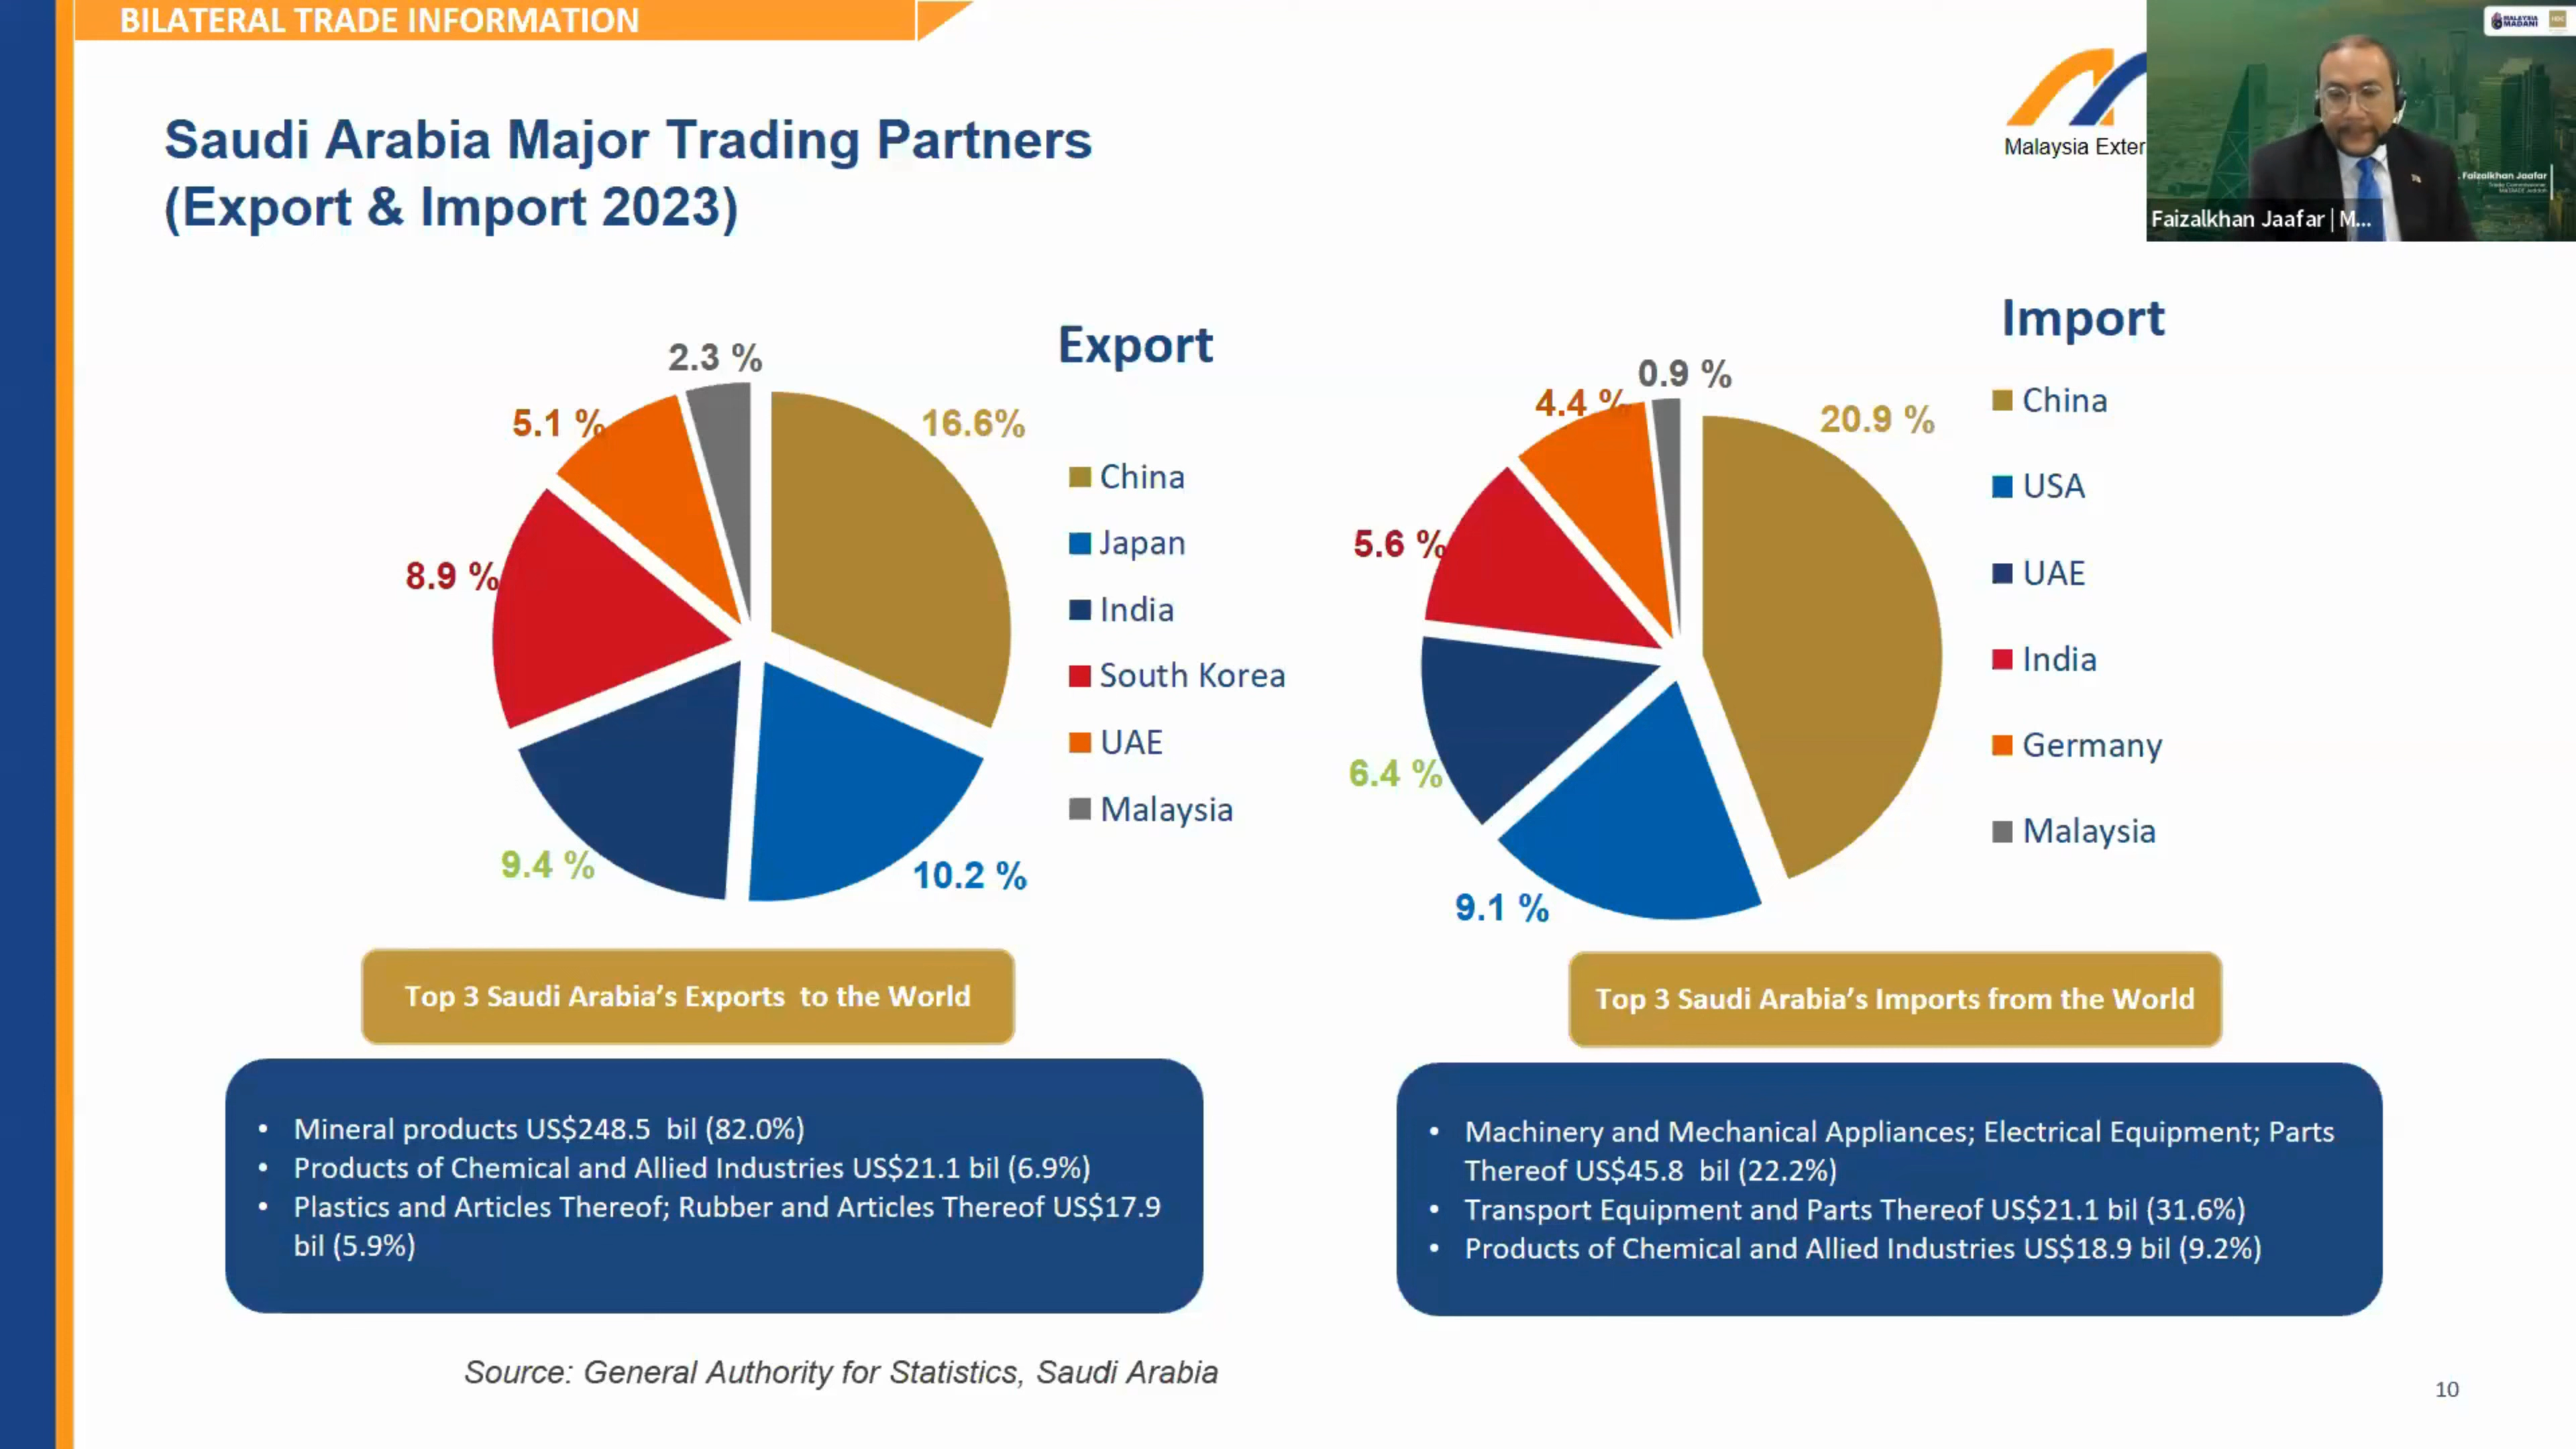 BILATERAL TRADE INFORMATION
Saudi Arabia Major Trading Partners
(Export & Import 2023)
Malaysia Exter
MALAYSIA
MADANI
Faizalkhan Jaafar
Faizalkhan Jaafar | M...
Export
2.3 %
16.6%
5.1 %
8.9 %
9.4 %
10.2 %
China
Japan
India
South Korea
UAE
Malaysia
Import
0.9 %
20.9 %
4.4 %
5.6 %
6.4 %
9.1 %
China
USA
UAE
India
Germany
Malaysia
Top 3 Saudi Arabia’s Exports to the World
• Mineral products US$248.5 bil (82.0%)
• Products of Chemical and Allied Industries US$21.1 bil (6.9%)
• Plastics and Articles Thereof; Rubber and Articles Thereof US$17.9
bil (5.9%)
Top 3 Saudi Arabia’s Imports from the World
• Machinery and Mechanical Appliances; Electrical Equipment; Parts
Thereof US$45.8 bil (22.2%)
• Transport Equipment and Parts Thereof US$21.1 bil (31.6%)
• Products of Chemical and Allied Industries US$18.9 bil (9.2%)
Source: General Authority for Statistics, Saudi Arabia
10